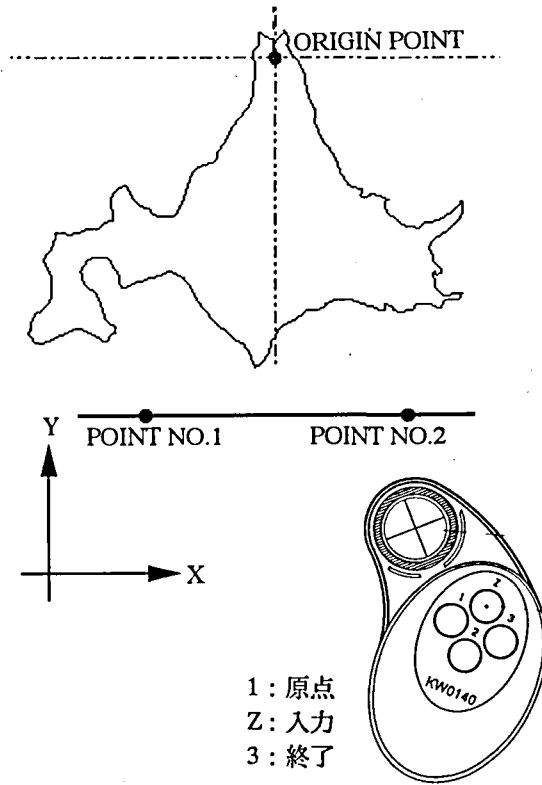 ORIGIN POINT
POINT NO.1
POINT NO.2
Y
X
Z
1
3
2
KW0140
1 : 原点
Z : 入力
3 : 終了